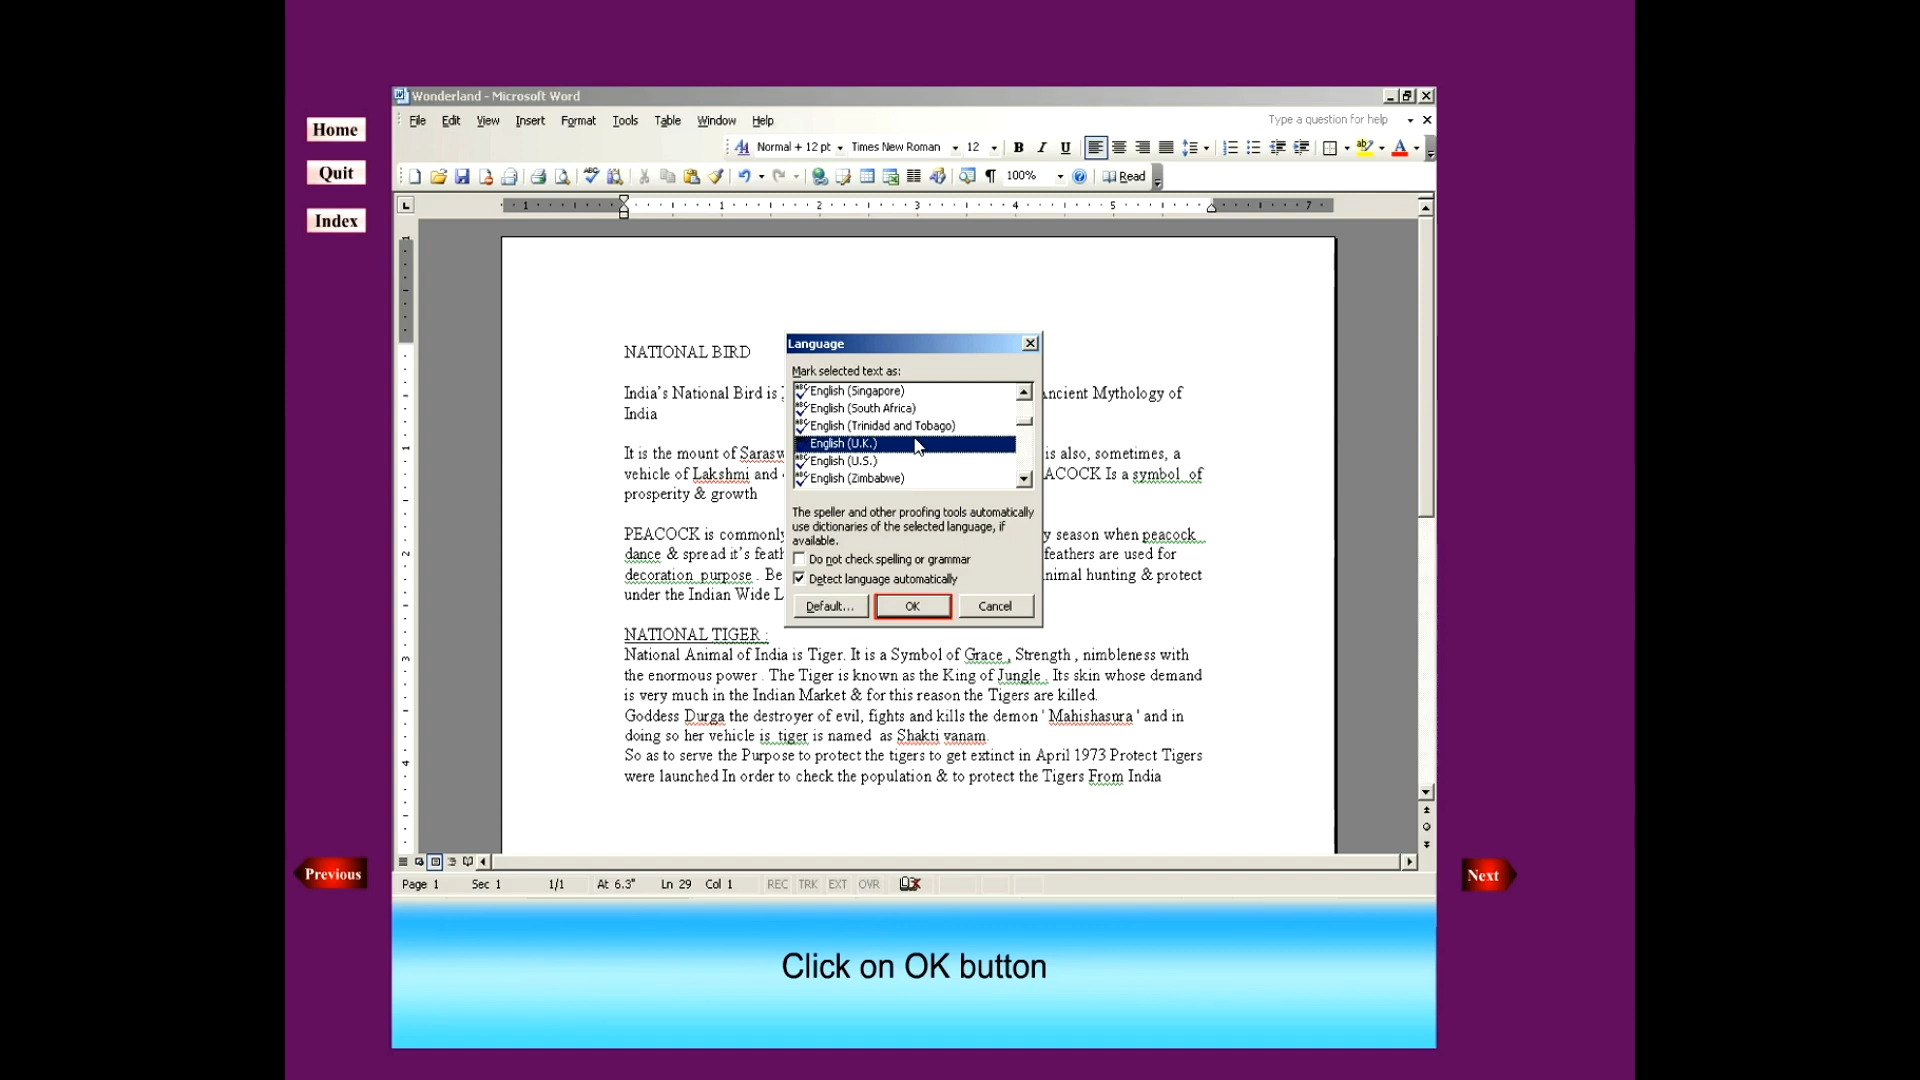 Wonderland - Microsoft Word
Home
File Edit View Insert Format Tools Table Window Help
Type a question for help
Normal + 12 pt Times New Roman 12 B I U
Quit
100% Read
Index
1 1 2 3 4 5 7
NATIONAL BIRD
India's National Bird is
Ancient Mythology of
India
It is the mount of Sarasw
is also, sometimes, a
vehicle of Lakshmi and
ACOCK Is a symbol of
prosperity & growth
PEACOCK is commonly
y season when peacock
dance & spread it's feath
feathers are used for
decoration purpose . Be
nimal hunting & protect
under the Indian Wide L
Language
Mark selected text as:
English (Singapore)
English (South Africa)
English (Trinidad and Tobago)
English (U.K.)
English (U.S.)
English (Zimbabwe)
The speller and other proofing tools automatically
use dictionaries of the selected language, if
available.
Do not check spelling or grammar
Detect language automatically
Default... OK Cancel
NATIONAL TIGER :
National Animal of India is Tiger. It is a Symbol of Grace , Strength , nimbleness with
the enormous power . The Tiger is known as the King of Jungle . Its skin whose demand
is very much in the Indian Market & for this reason the Tigers are killed.
Goddess Durga the destroyer of evil, fights and kills the demon ' Mahishasura ' and in
doing so her vehicle is tiger is named as Shakti vanam.
So as to serve the Purpose to protect the tigers to get extinct in April 1973 Protect Tigers
were launched In order to check the population & to protect the Tigers From India
1
2
3
4
Previous
Next
Page 1 Sec 1 1/1 At 6.3" Ln 29 Col 1 REC TRK EXT OVR
Click on OK button